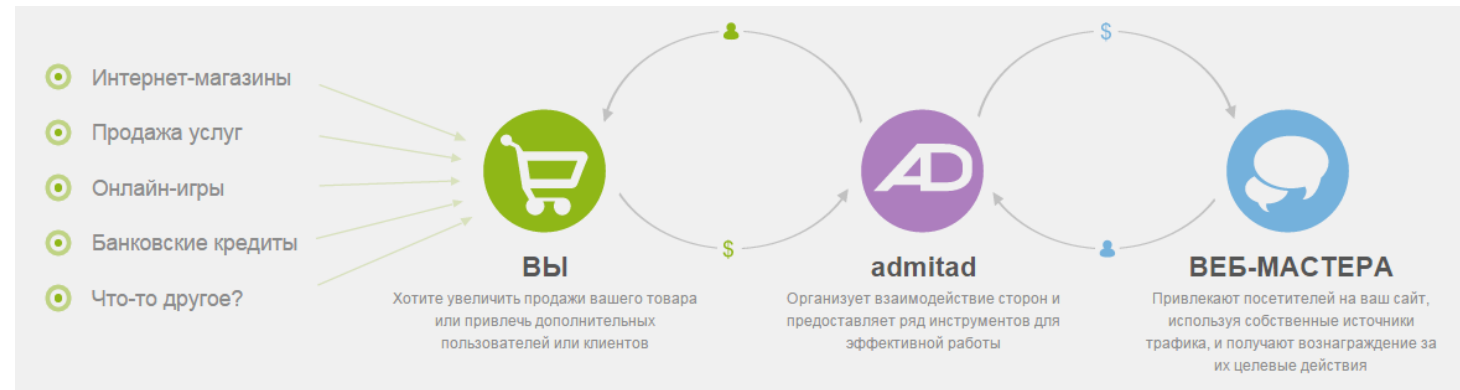 Интернет-магазины
Продажа услуг
Онлайн-игры
Банковские кредиты
Что-то другое?
$
$
AD
ВЫ
Хотите увеличить продажи вашего товара
или привлечь дополнительных
пользователей или клиентов
admitad
Организует взаимодействие сторон и
предоставляет ряд инструментов для
эффективной работы
ВЕБ-МАСТЕРА
Привлекают посетителей на ваш сайт,
используя собственные источники
трафика, и получают вознаграждение за
их целевые действия